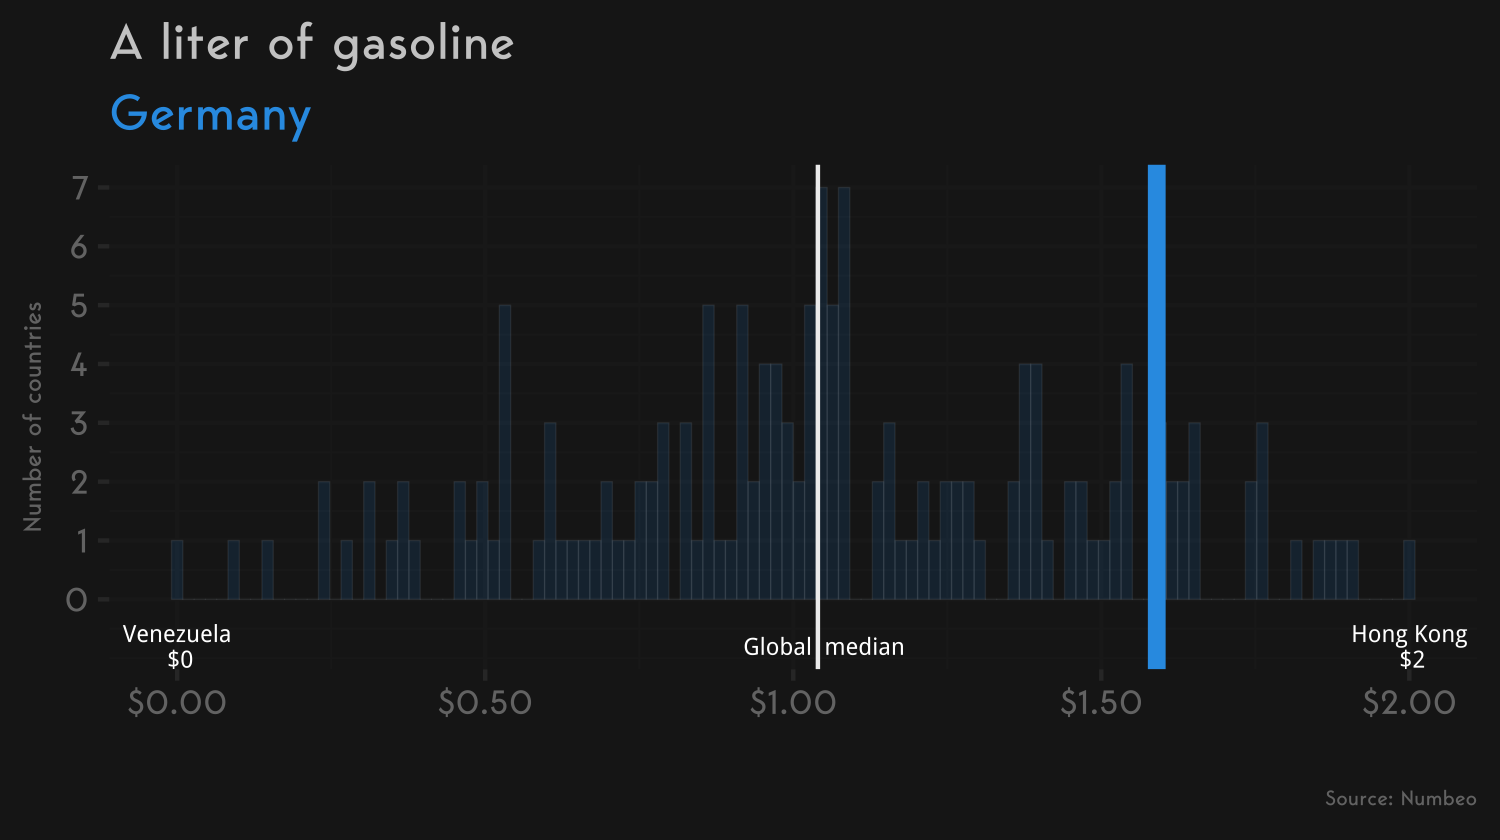 A liter of gasoline
Germany
Number of countries
7
6
5
4
3
2
1
0
Venezuela
$0
Global median
Hong Kong
$2
$0.00 $0.50 $1.00 $1.50 $2.00
Source: Numbeo